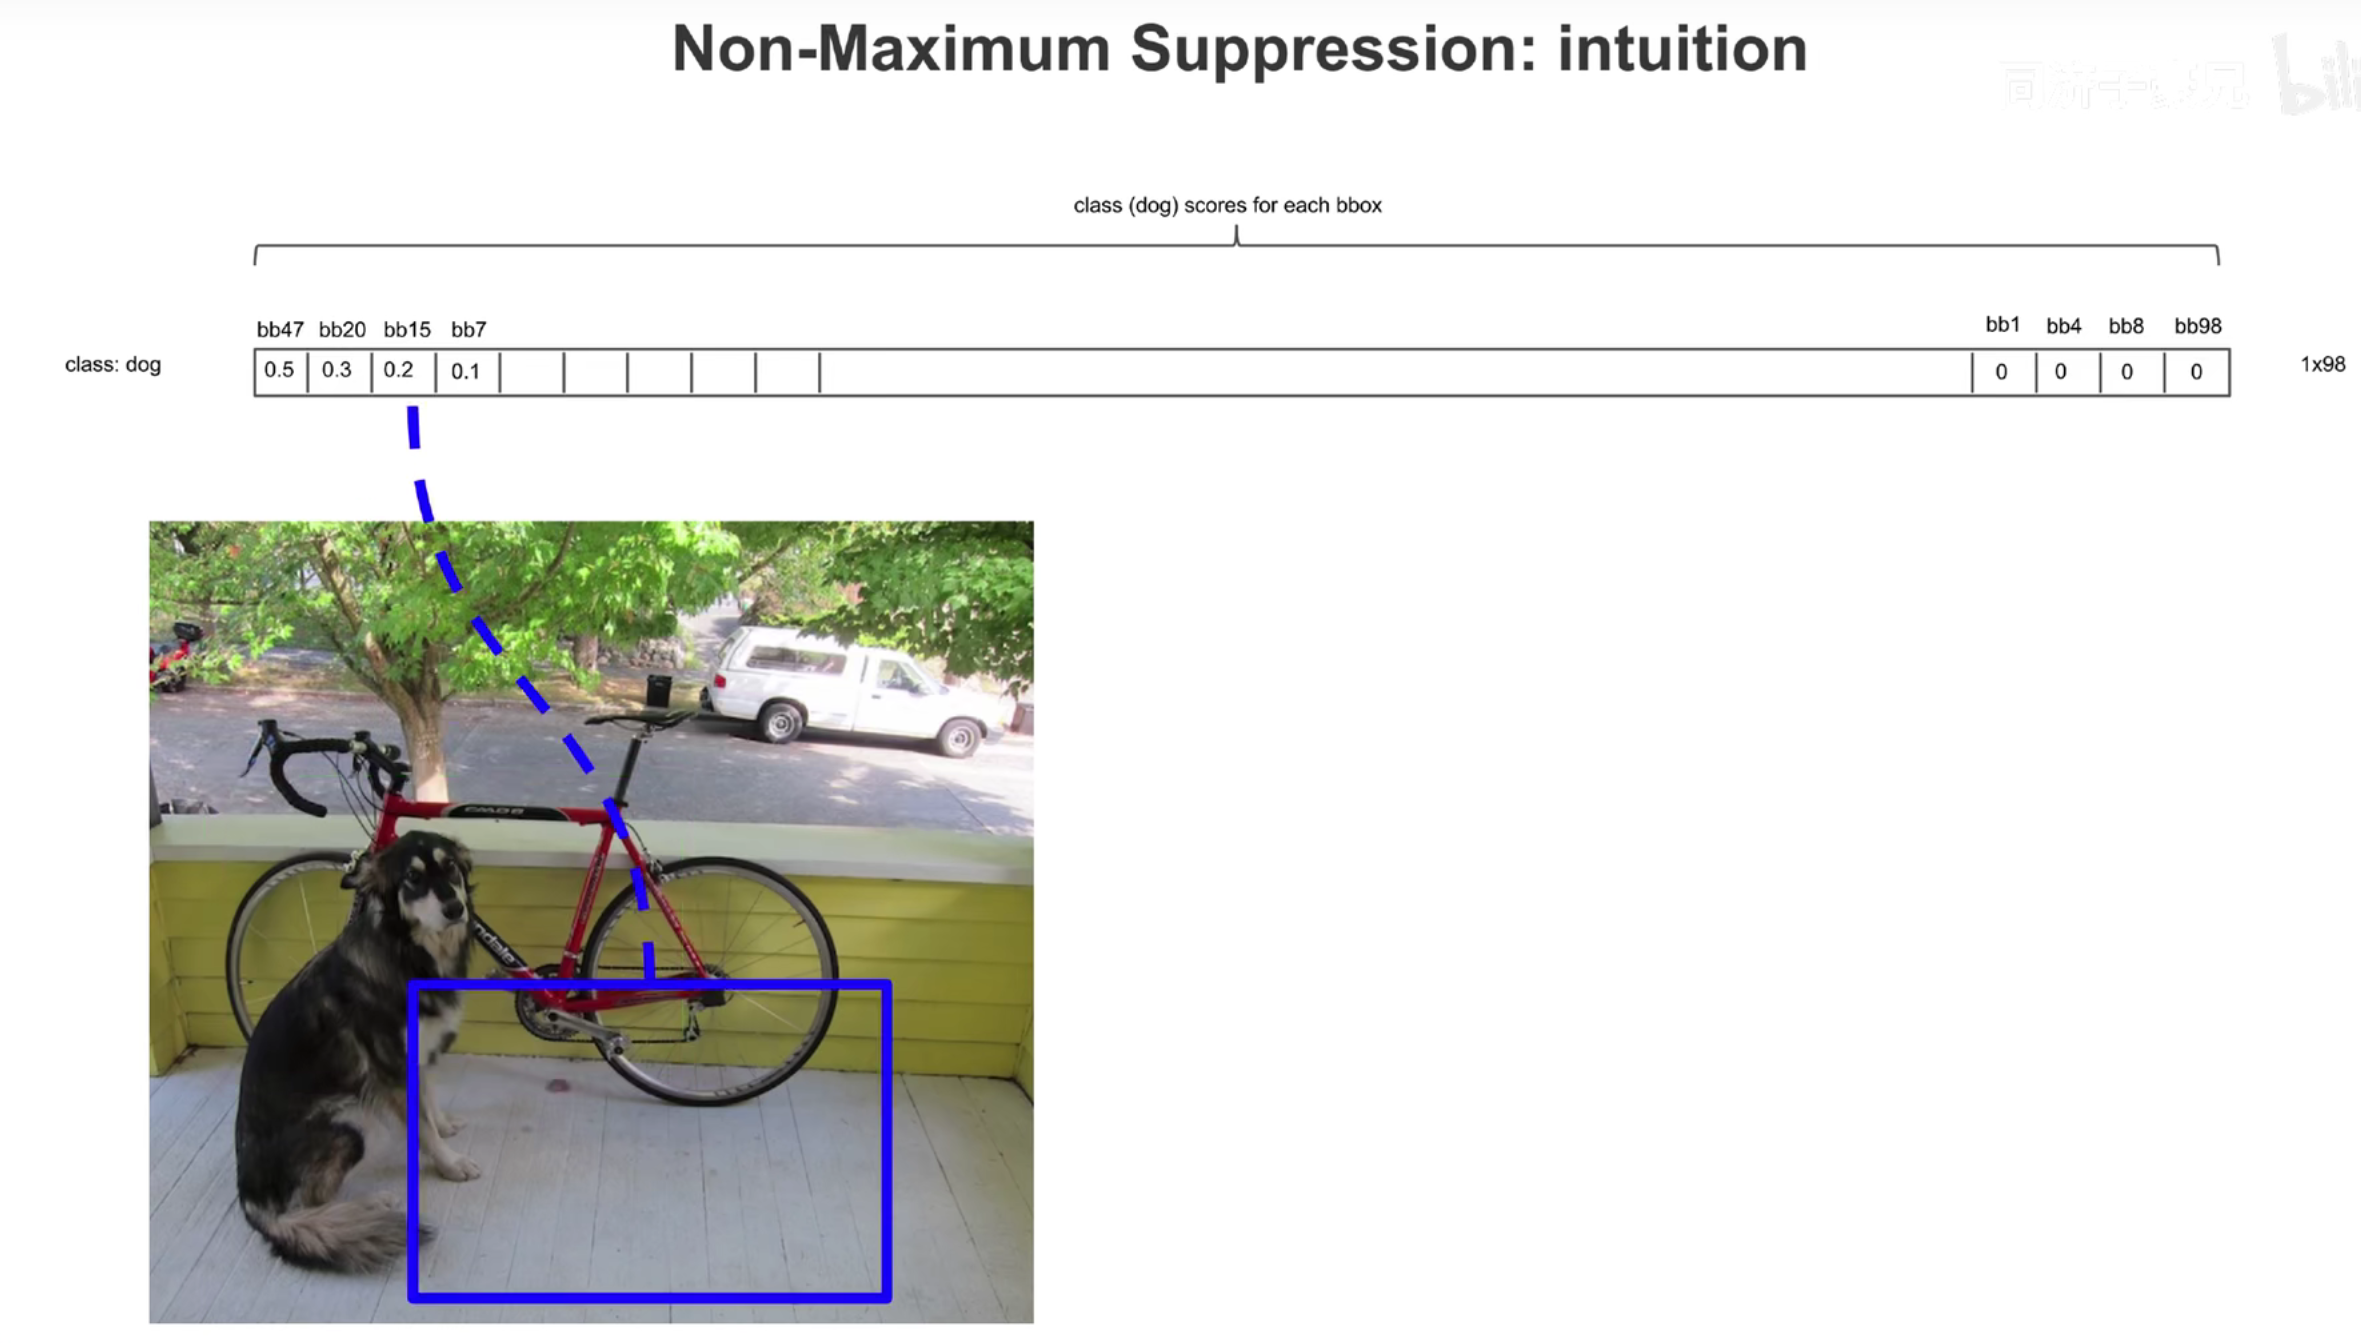 Non-Maximum Suppression: intuition
bili
class (dog) scores for each bbox
bb47 bb20 bb15 bb7 bb1 bb4 bb8 bb98
class: dog 0.5 0.3 0.2 0.1 0 0 0 0 1x98